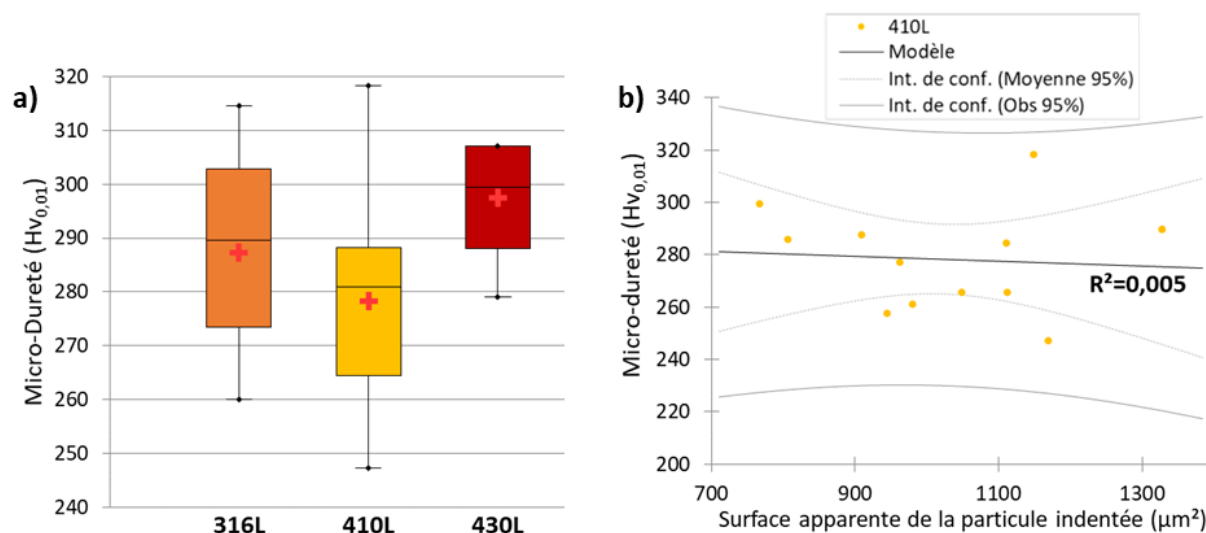 a)
Micro-Dureté (Hv0,01)
320
310
300
290
280
270
260
250
240
316L
410L
430L
b)
410L
Modèle
Int. de conf. (Moyenne 95%)
Int. de conf. (Obs 95%)
Micro-dureté (Hv0,01)
340
320
300
280
260
240
220
200
R²=0,005
700
900
1100
1300
Surface apparente de la particule indentée (µm²)